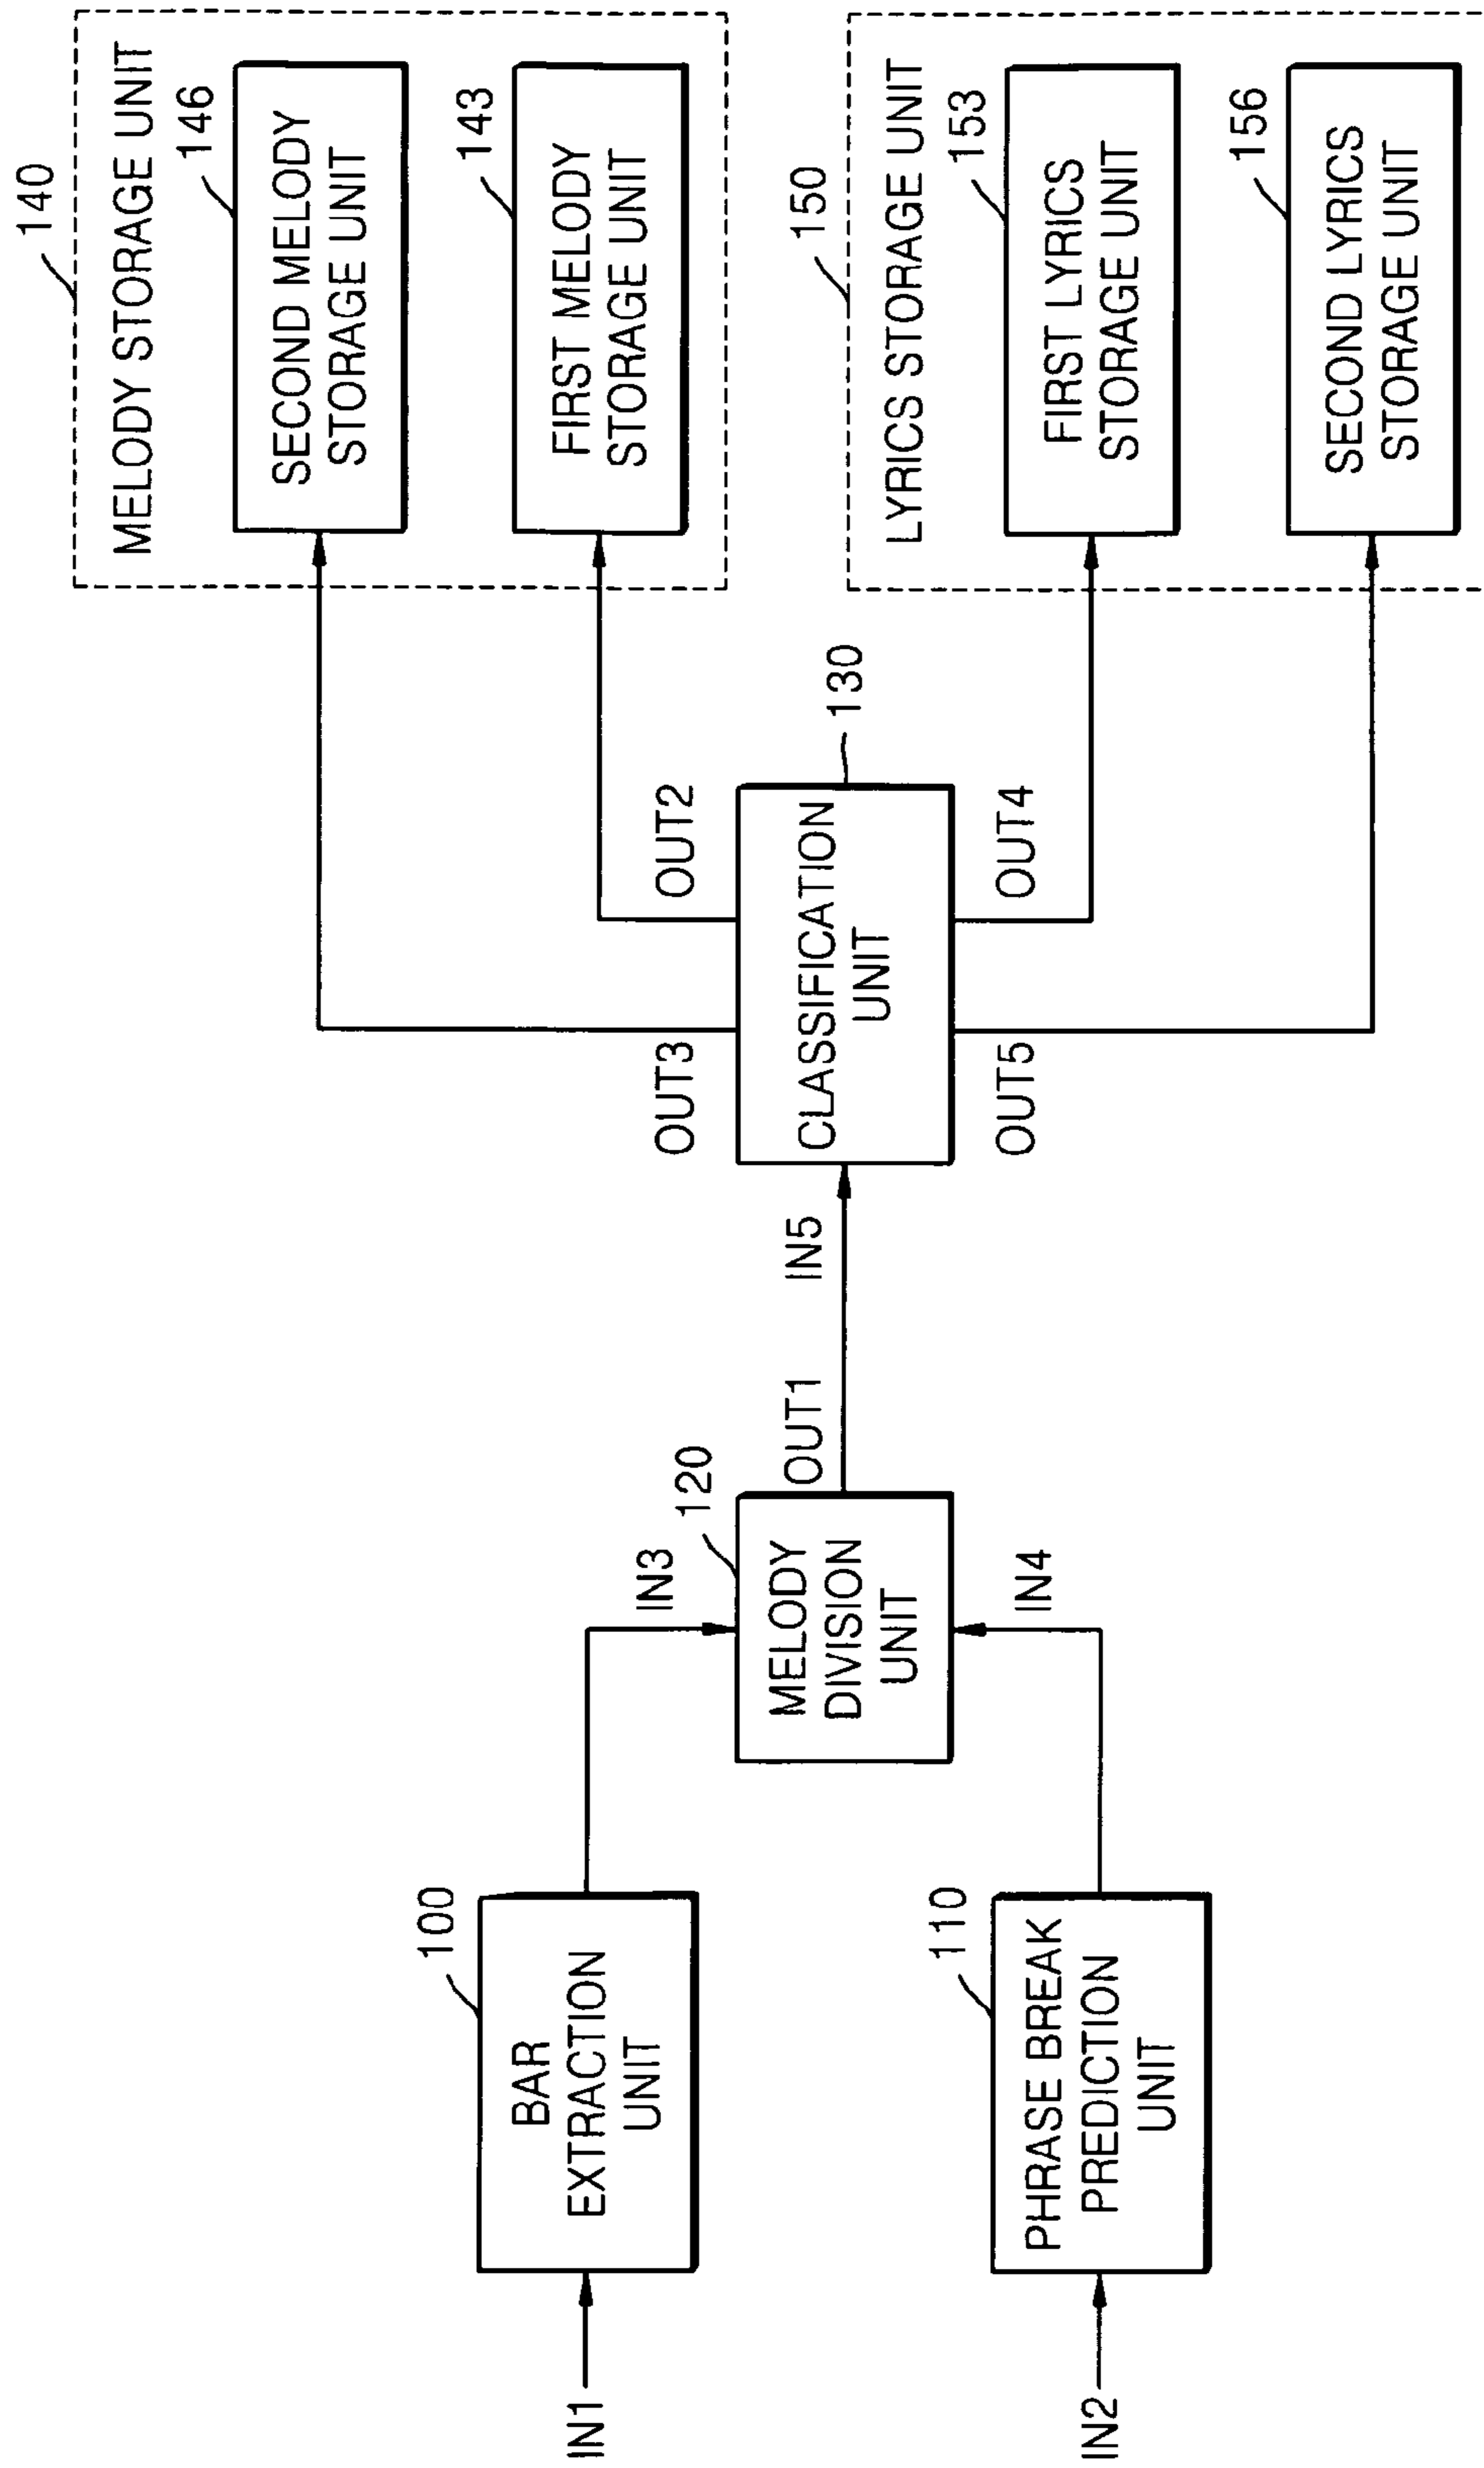 IN1
100
BAR
EXTRACTION
UNIT
IN2
110
PHRASE BREAK
PREDICTION
UNIT
IN3
120
MELODY
DIVISION
UNIT
IN4
OUT1
IN5
130
CLASSIFICATION
UNIT
OUT3
OUT2
OUT5
OUT4
140
MELODY STORAGE UNIT
146
SECOND MELODY
STORAGE UNIT
143
FIRST MELODY
STORAGE UNIT
150
LYRICS STORAGE UNIT
153
FIRST LYRICS
STORAGE UNIT
156
SECOND LYRICS
STORAGE UNIT